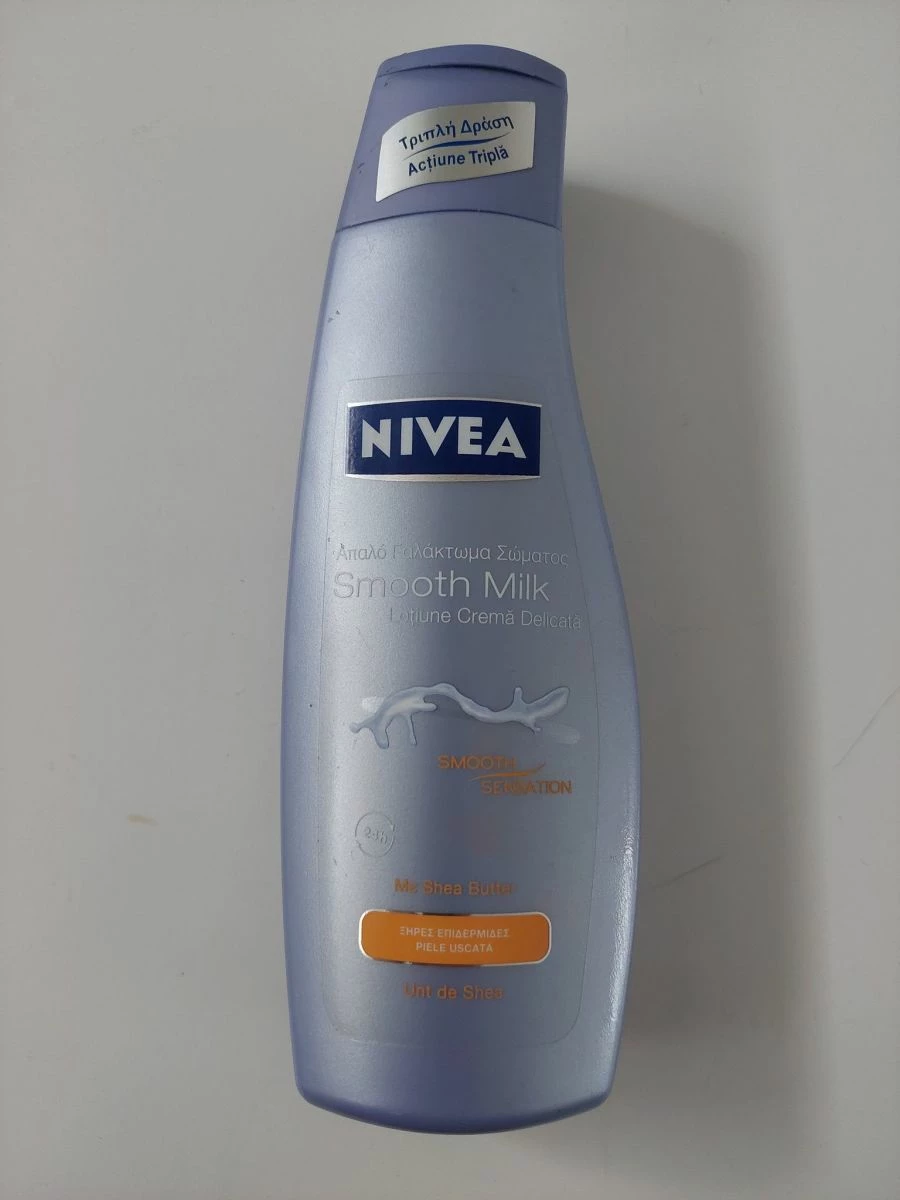 Τριπλή Δράση
Acțiune Triplă
NIVEA
Απαλό Γαλάκτωμα Σώματος
Smooth Milk
Loțiune Cremă Delicată
SMOOTH
SENSATION
24h
Με Shea Butter
ΞΗΡΕΣ ΕΠΙΔΕΡΜΙΔΕΣ
PIELE USCATĂ
Unt de Shea